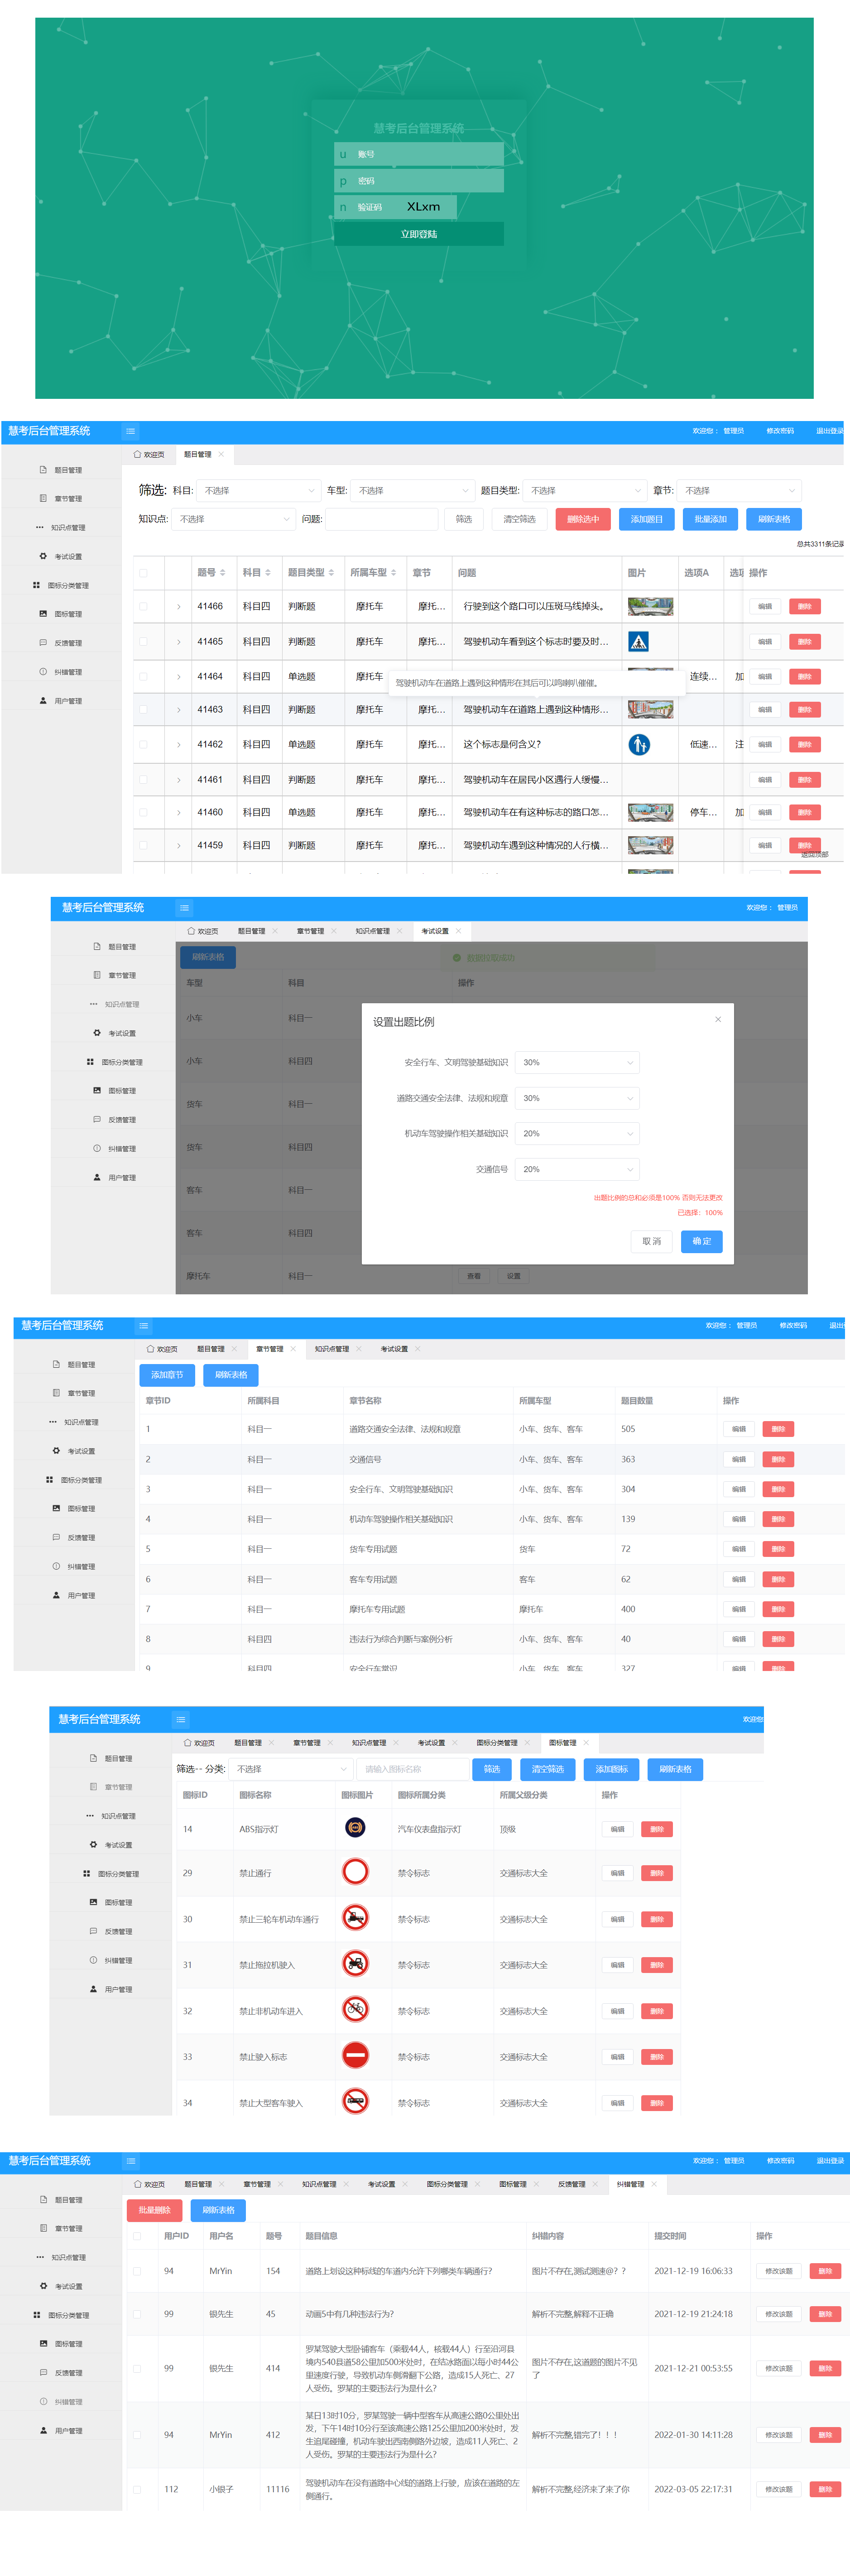 慧考后台管理系统
u 账号
p 密码
n 验证码 XLxm
立即登陆
慧考后台管理系统 欢迎您： 管理员 修改密码 退出登录
欢迎页 题目管理
题目管理
章节管理
知识点管理
考试设置
图标分类管理
图标管理
反馈管理
纠错管理
用户管理
筛选: 科目: 不选择 车型: 不选择 题目类型: 不选择 章节: 不选择
知识点: 不选择 问题: 筛选 清空筛选 删除选中 添加题目 批量添加 刷新表格
总共3311条记录
题号 科目 题目类型 所属车型 章节 问题 图片 选项A 选项 操作
41466 科目四 判断题 摩托车 摩托... 行驶到这个路口可以压斑马线掉头。 编辑 删除
41465 科目四 判断题 摩托车 摩托... 驾驶机动车看到这个标志时要及时... 编辑 删除
41464 科目四 单选题 摩托车 连续... 加 编辑 删除
驾驶机动车在道路上遇到这种情形在其后可以鸣喇叭催催。
41463 科目四 判断题 摩托车 摩托... 驾驶机动车在道路上遇到这种情形... 编辑 删除
41462 科目四 单选题 摩托车 摩托... 这个标志是何含义? 低速... 注 编辑 删除
41461 科目四 判断题 摩托车 摩托... 驾驶机动车在居民小区遇行人缓慢... 编辑 删除
41460 科目四 单选题 摩托车 摩托... 驾驶机动车在有这种标志的路口怎... 停车... 加 编辑 删除
41459 科目四 判断题 摩托车 摩托... 驾驶机动车遇到这种情况的人行横... 编辑 删除
返回顶部
慧考后台管理系统 欢迎您： 管理员
欢迎页 题目管理 章节管理 知识点管理 考试设置
题目管理
章节管理
知识点管理
考试设置
图标分类管理
图标管理
反馈管理
纠错管理
用户管理
刷新表格 数据拉取成功
车型 科目 操作
小车 科目一
小车 科目四
货车 科目一
货车 科目四
客车 科目一
客车 科目四
摩托车 科目一 查看 设置
设置出题比例
安全行车、文明驾驶基础知识 30%
道路交通安全法律、法规和规章 30%
机动车驾驶操作相关基础知识 20%
交通信号 20%
出题比例的总和必须是100% 否则无法更改
已选择：100%
取 消 确 定
慧考后台管理系统 欢迎您： 管理员 修改密码 退出
欢迎页 题目管理 章节管理 知识点管理 考试设置
题目管理
章节管理
知识点管理
考试设置
图标分类管理
图标管理
反馈管理
纠错管理
用户管理
添加章节 刷新表格
章节ID 所属科目 章节名称 所属车型 题目数量 操作
1 科目一 道路交通安全法律、法规和规章 小车、货车、客车 505 编辑 删除
2 科目一 交通信号 小车、货车、客车 363 编辑 删除
3 科目一 安全行车、文明驾驶基础知识 小车、货车、客车 304 编辑 删除
4 科目一 机动车驾驶操作相关基础知识 小车、货车、客车 139 编辑 删除
5 科目一 货车专用试题 货车 72 编辑 删除
6 科目一 客车专用试题 客车 62 编辑 删除
7 科目一 摩托车专用试题 摩托车 400 编辑 删除
8 科目四 违法行为综合判断与案例分析 小车、货车、客车 40 编辑 删除
9 科目四 安全行车常识 小车、货车、客车 327 编辑 删除
慧考后台管理系统 欢迎您
欢迎页 题目管理 章节管理 知识点管理 考试设置 图标分类管理 图标管理
题目管理
章节管理
知识点管理
考试设置
图标分类管理
图标管理
反馈管理
纠错管理
用户管理
筛选-- 分类: 不选择 请输入图标名称 筛选 清空筛选 添加图标 刷新表格
图标ID 图标名称 图标图片 图标所属分类 所属父级分类 操作
14 ABS指示灯 汽车仪表盘指示灯 顶级 编辑 删除
29 禁止通行 禁令标志 交通标志大全 编辑 删除
30 禁止三轮车机动车通行 禁令标志 交通标志大全 编辑 删除
31 禁止拖拉机驶入 禁令标志 交通标志大全 编辑 删除
32 禁止非机动车进入 禁令标志 交通标志大全 编辑 删除
33 禁止驶入标志 禁令标志 交通标志大全 编辑 删除
34 禁止大型客车驶入 禁令标志 交通标志大全 编辑 删除
慧考后台管理系统 欢迎您： 管理员 修改密码 退出登录
欢迎页 题目管理 章节管理 知识点管理 考试设置 图标分类管理 图标管理 反馈管理 纠错管理
题目管理
章节管理
知识点管理
考试设置
图标分类管理
图标管理
反馈管理
纠错管理
用户管理
批量删除 刷新表格
用户ID 用户名 题号 题目信息 纠错内容 提交时间 操作
94 MrYin 154 道路上划设这种标线的车道内允许下列哪类车辆通行? 图片不存在,测试测速@？？ 2021-12-19 16:06:33 修改该题 删除
99 银先生 45 动画5中有几种违法行为? 解析不完整,解释不正确 2021-12-19 21:24:18 修改该题 删除
罗某驾驶大型卧铺客车（乘载44人，核载44人）行至沿河县
境内540县道58公里加500米处时，在结冰路面以每小时44公
里速度行驶，导致机动车侧滑翻下公路，造成15人死亡、27
人受伤。罗某的主要违法行为是什么?
99 银先生 414 图片不存在,这道题的图片不见
了 2021-12-21 00:53:55 修改该题 删除
某日13时10分，罗某驾驶一辆中型客车从高速公路0公里处出
发，下午14时10分行至该高速公路125公里加200米处时，发
生追尾碰撞，机动车驶出西南侧路外边坡，造成11人死亡、2
人受伤。罗某的主要违法行为是什么?
94 MrYin 412 解析不完整,错完了！！！ 2022-01-30 14:11:28 修改该题 删除
驾驶机动车在没有道路中心线的道路上行驶，应该在道路的左
侧通行。
112 小眼子 11116 解析不完整,经济来了来了你 2022-03-05 22:17:31 修改该题 删除